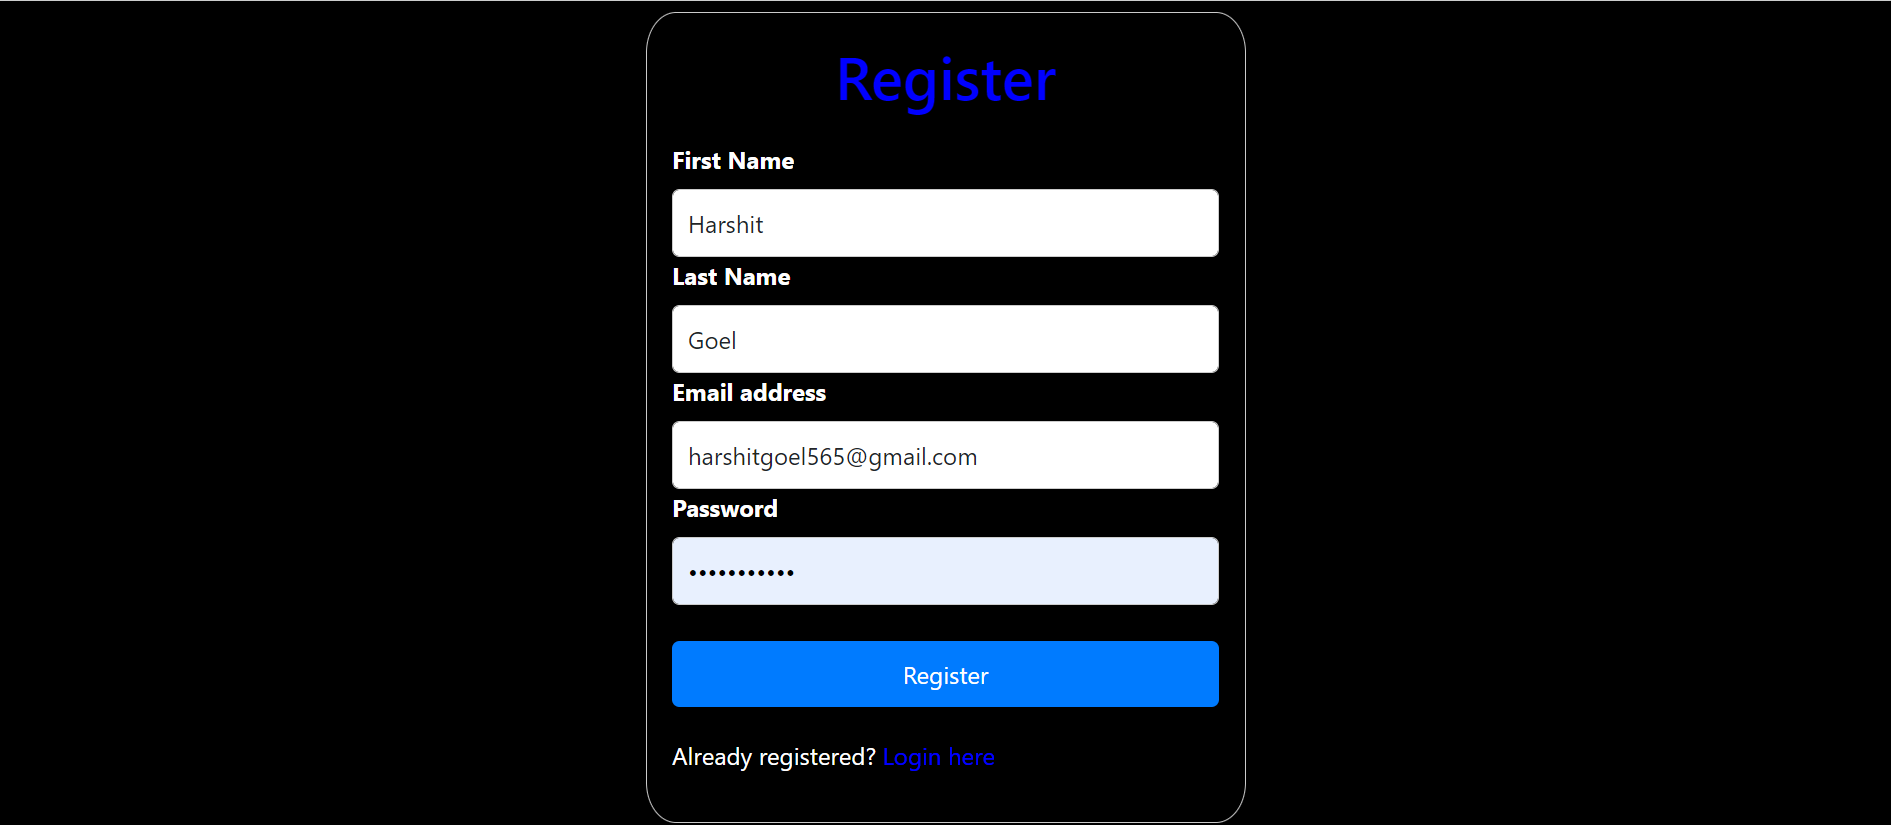 Register
First Name
Harshit
Last Name
Goel
Email address
harshitgoel565@gmail.com
Password
•••••••••••
Register
Already registered? Login here